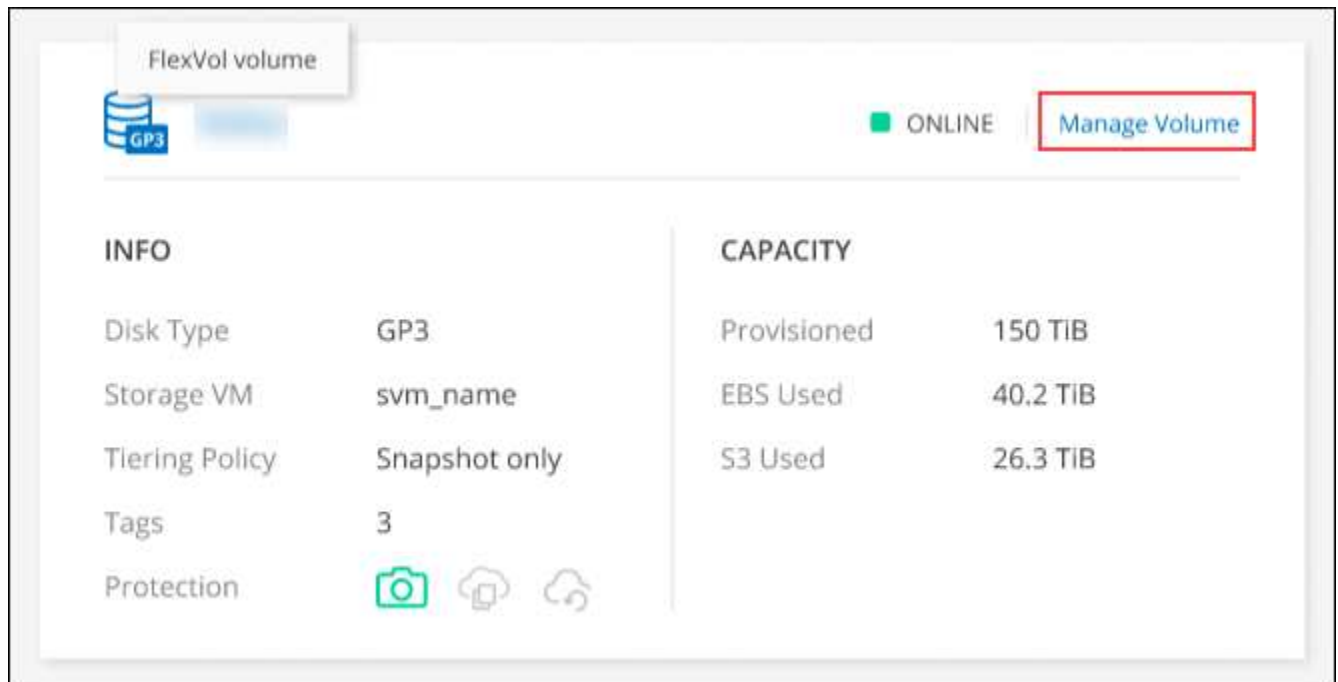 FlexVol volume
GP3
ONLINE
Manage Volume
INFO
Disk Type GP3
Storage VM svm_name
Tiering Policy Snapshot only
Tags 3
Protection
CAPACITY
Provisioned 150 TiB
EBS Used 40.2 TiB
S3 Used 26.3 TiB